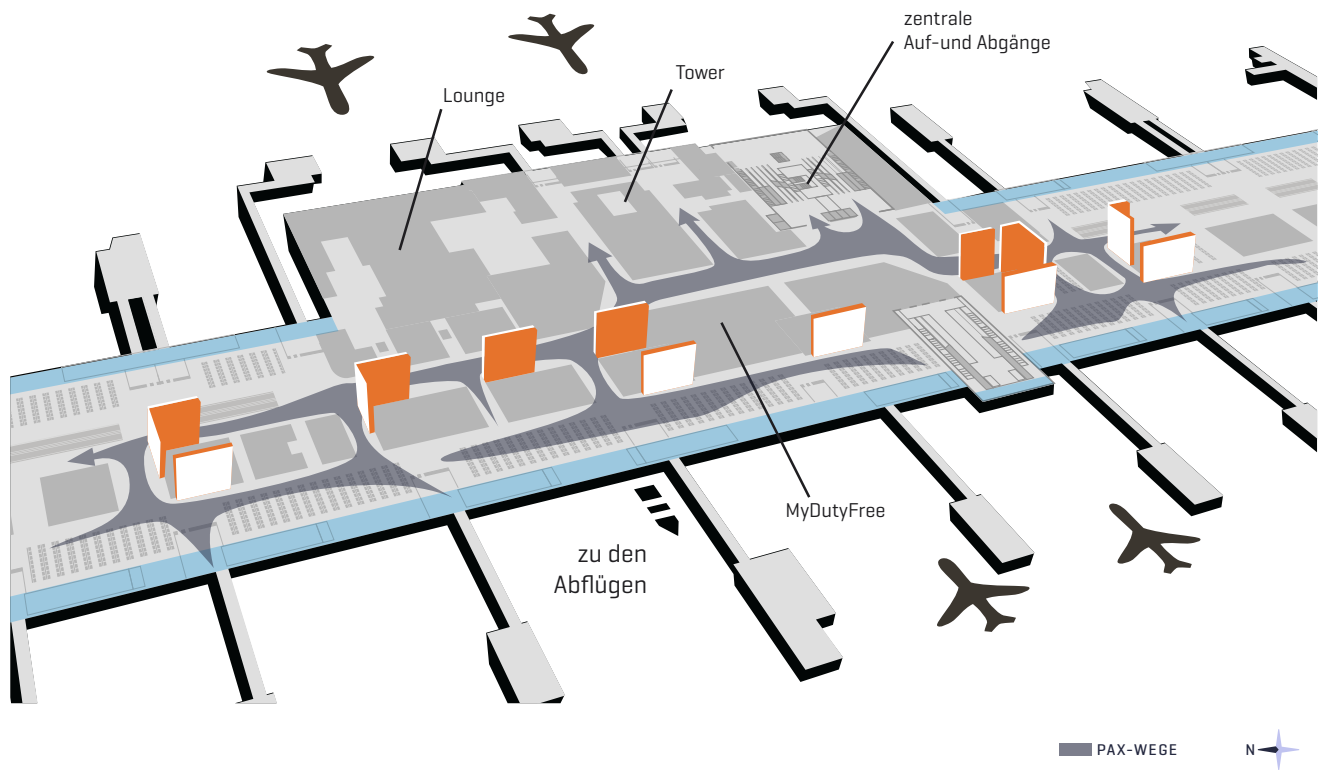 zentrale
Auf-und Abgänge
Tower
Lounge
MyDutyFree
zu den
Abflügen
PAX-WEGE
N